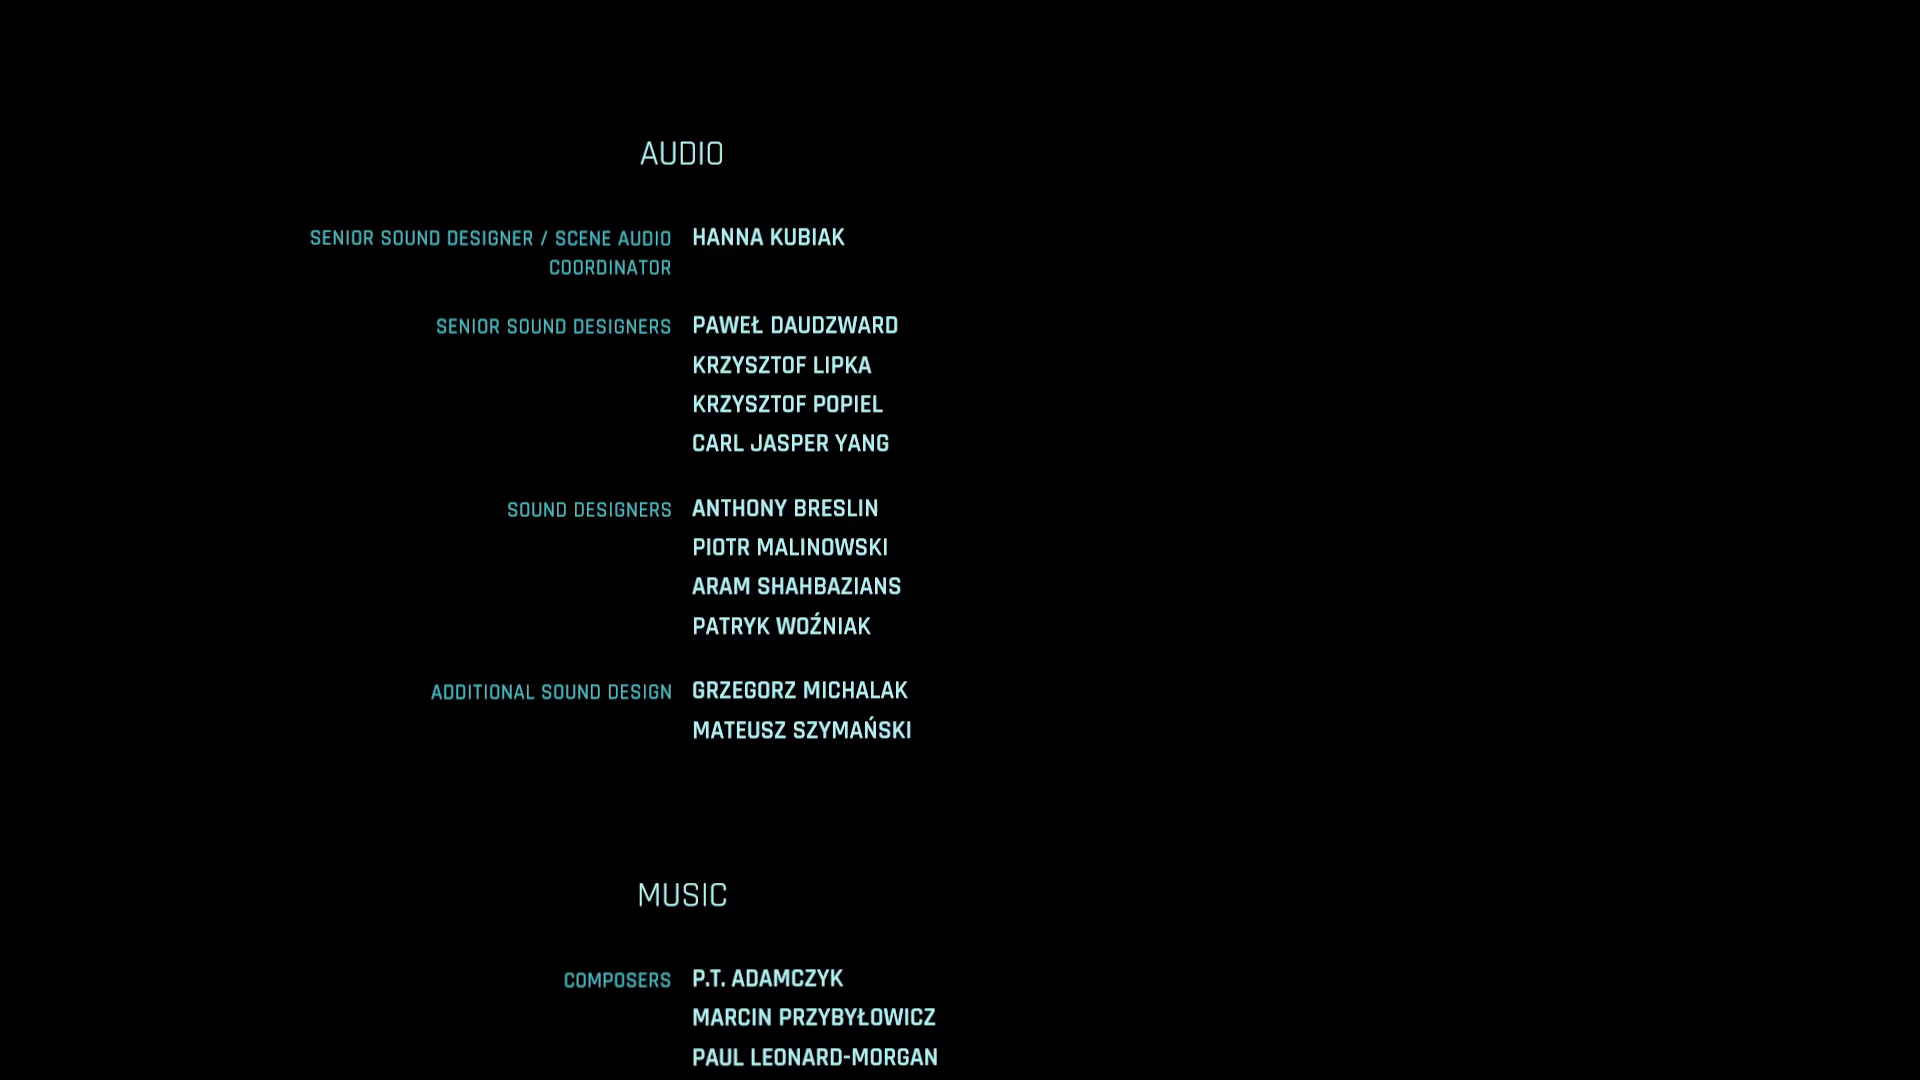 AUDIO
SENIOR SOUND DESIGNER / SCENE AUDIO HANNA KUBIAK
COORDINATOR
SENIOR SOUND DESIGNERS PAWEŁ DAUDZWARD
KRZYSZTOF LIPKA
KRZYSZTOF POPIEL
CARL JASPER YANG
SOUND DESIGNERS ANTHONY BRESLIN
PIOTR MALINOWSKI
ARAM SHAHBAZIANS
PATRYK WOŹNIAK
ADDITIONAL SOUND DESIGN GRZEGORZ MICHALAK
MATEUSZ SZYMAŃSKI
MUSIC
COMPOSERS P.T. ADAMCZYK
MARCIN PRZYBYŁOWICZ
PAUL LEONARD-MORGAN